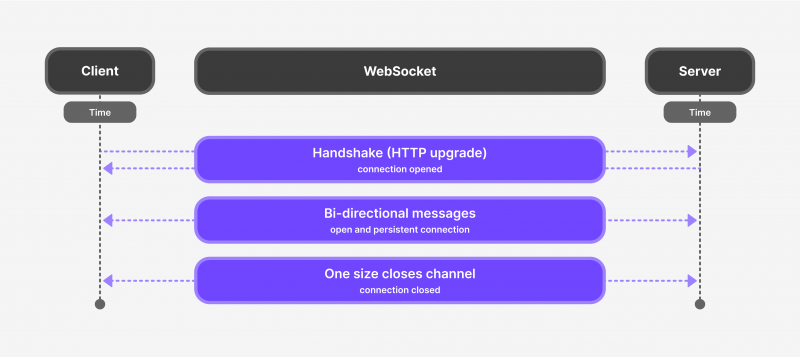 Client
WebSocket
Server
Time
Time
Handshake (HTTP upgrade)
connection opened
Bi-directional messages
open and persistent connection
One size closes channel
connection closed